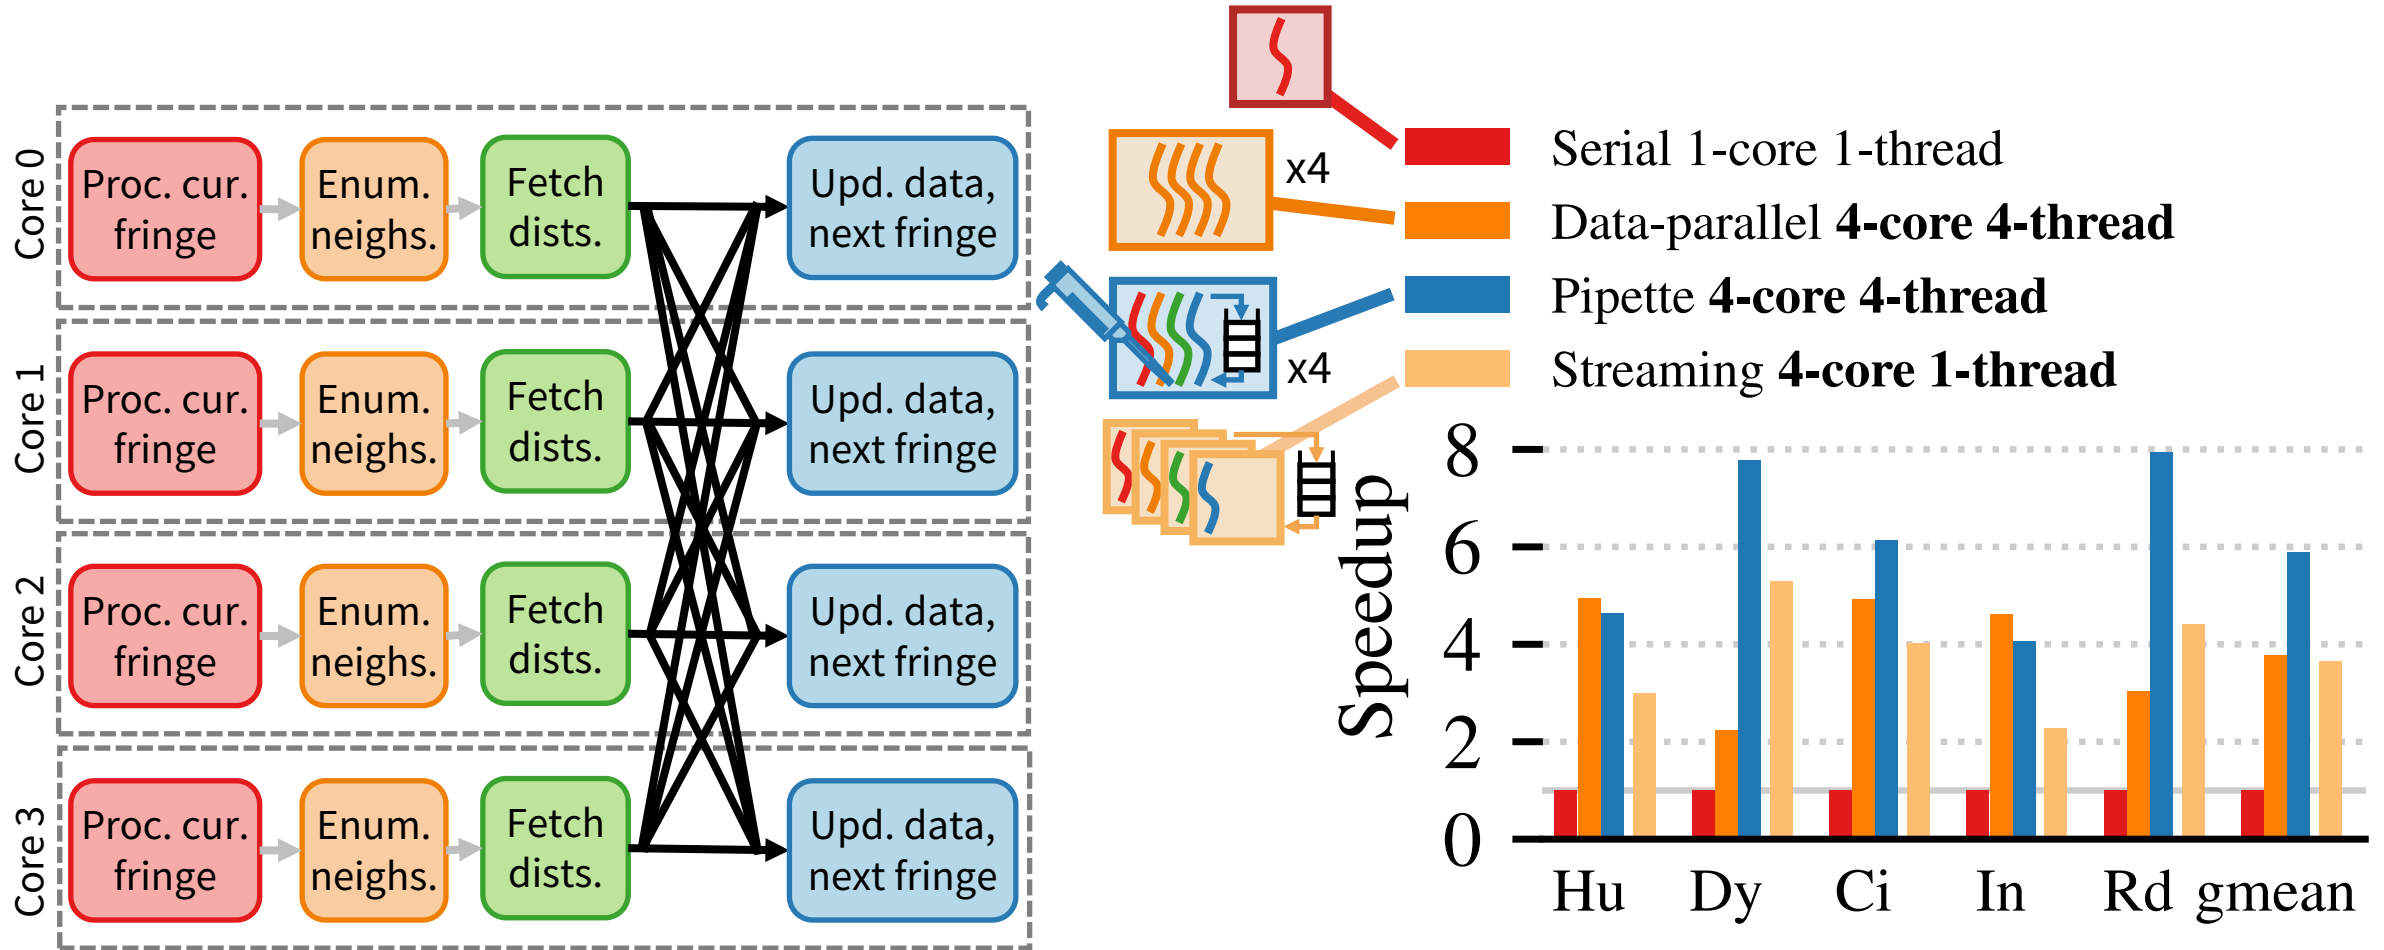 Core 0
Proc. cur.
fringe
Enum.
neighs.
Fetch
dists.
Upd. data,
next fringe
Core 1
Proc. cur.
fringe
Enum.
neighs.
Fetch
dists.
Upd. data,
next fringe
Core 2
Proc. cur.
fringe
Enum.
neighs.
Fetch
dists.
Upd. data,
next fringe
Core 3
Proc. cur.
fringe
Enum.
neighs.
Fetch
dists.
Upd. data,
next fringe
x4
x4
Serial 1-core 1-thread
Data-parallel 4-core 4-thread
Pipette 4-core 4-thread
Streaming 4-core 1-thread
Speedup
8
6
4
2
0
Hu Dy Ci In Rd gmean